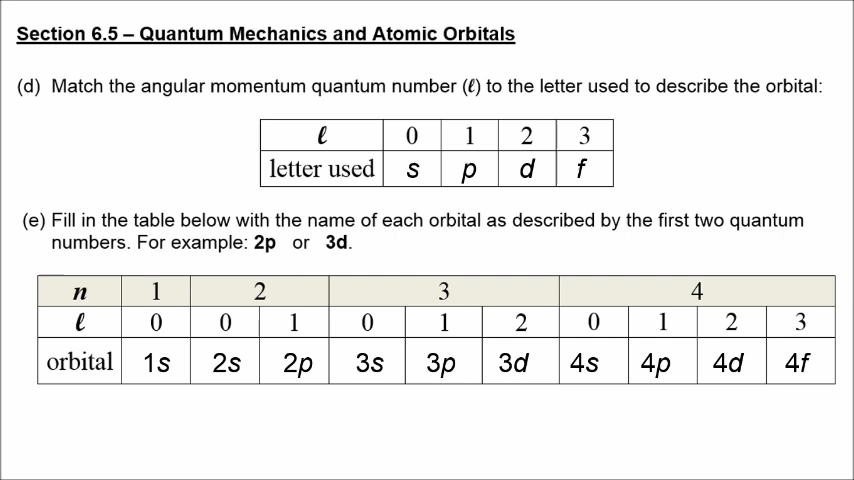 Section 6.5 – Quantum Mechanics and Atomic Orbitals
(d) Match the angular momentum quantum number (ℓ) to the letter used to describe the orbital:
ℓ 0 1 2 3
letter used s p d f
(e) Fill in the table below with the name of each orbital as described by the first two quantum
numbers. For example: 2p or 3d.
n 1 2 3 4
ℓ 0 0 1 0 1 2 0 1 2 3
orbital 1s 2s 2p 3s 3p 3d 4s 4p 4d 4f